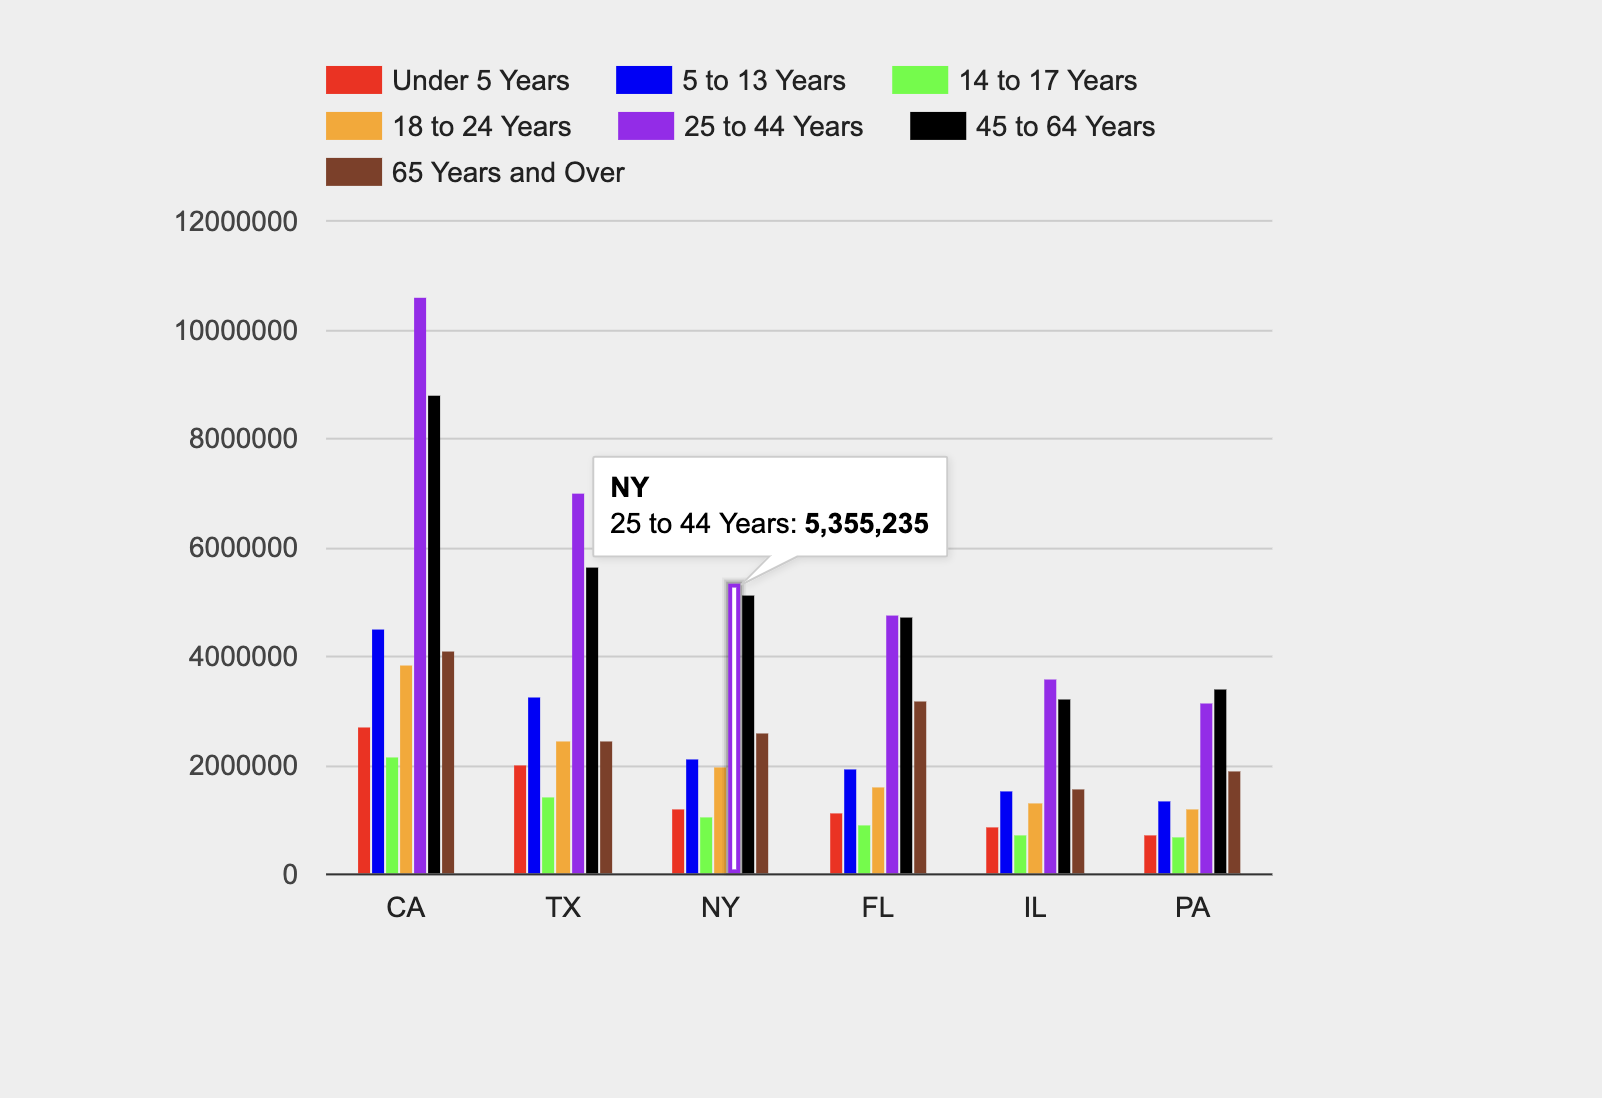 Under 5 Years 5 to 13 Years 14 to 17 Years
18 to 24 Years 25 to 44 Years 45 to 64 Years
65 Years and Over
12000000
10000000
8000000
NY
25 to 44 Years: 5,355,235
6000000
4000000
2000000
0
CA TX NY FL IL PA